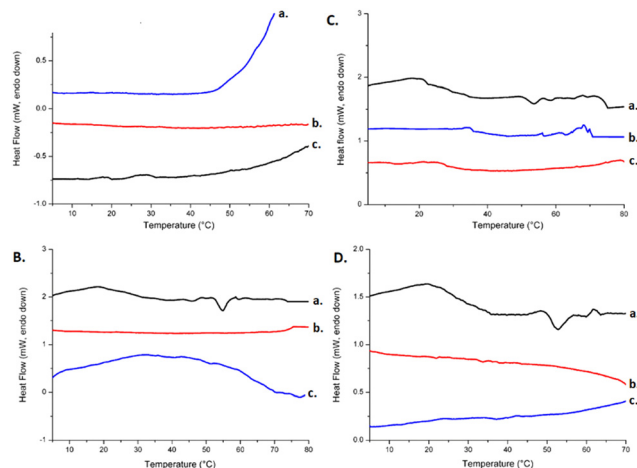 a.
0.5
0.0
b.
-0.5
c.
-1.0
10 20 30 40 50 60 70
Temperature (°C)
Heat Flow (mW, endo down)
C.
3
2
a.
1
b.
c.
0
20 40 60 80
Temperature (°C)
Heat flow (mW, endo down)
B.
3
2
a.
b.
1
0
c.
-1
10 20 30 40 50 60 70 80
Temperature (°C)
Heat Flow (mW, endo down)
D.
2.0
1.5
a.
1.0
b.
0.5
c.
0.0
10 20 30 40 50 60 70
Temperature (°C)
Heat Flow (mW, endo down)